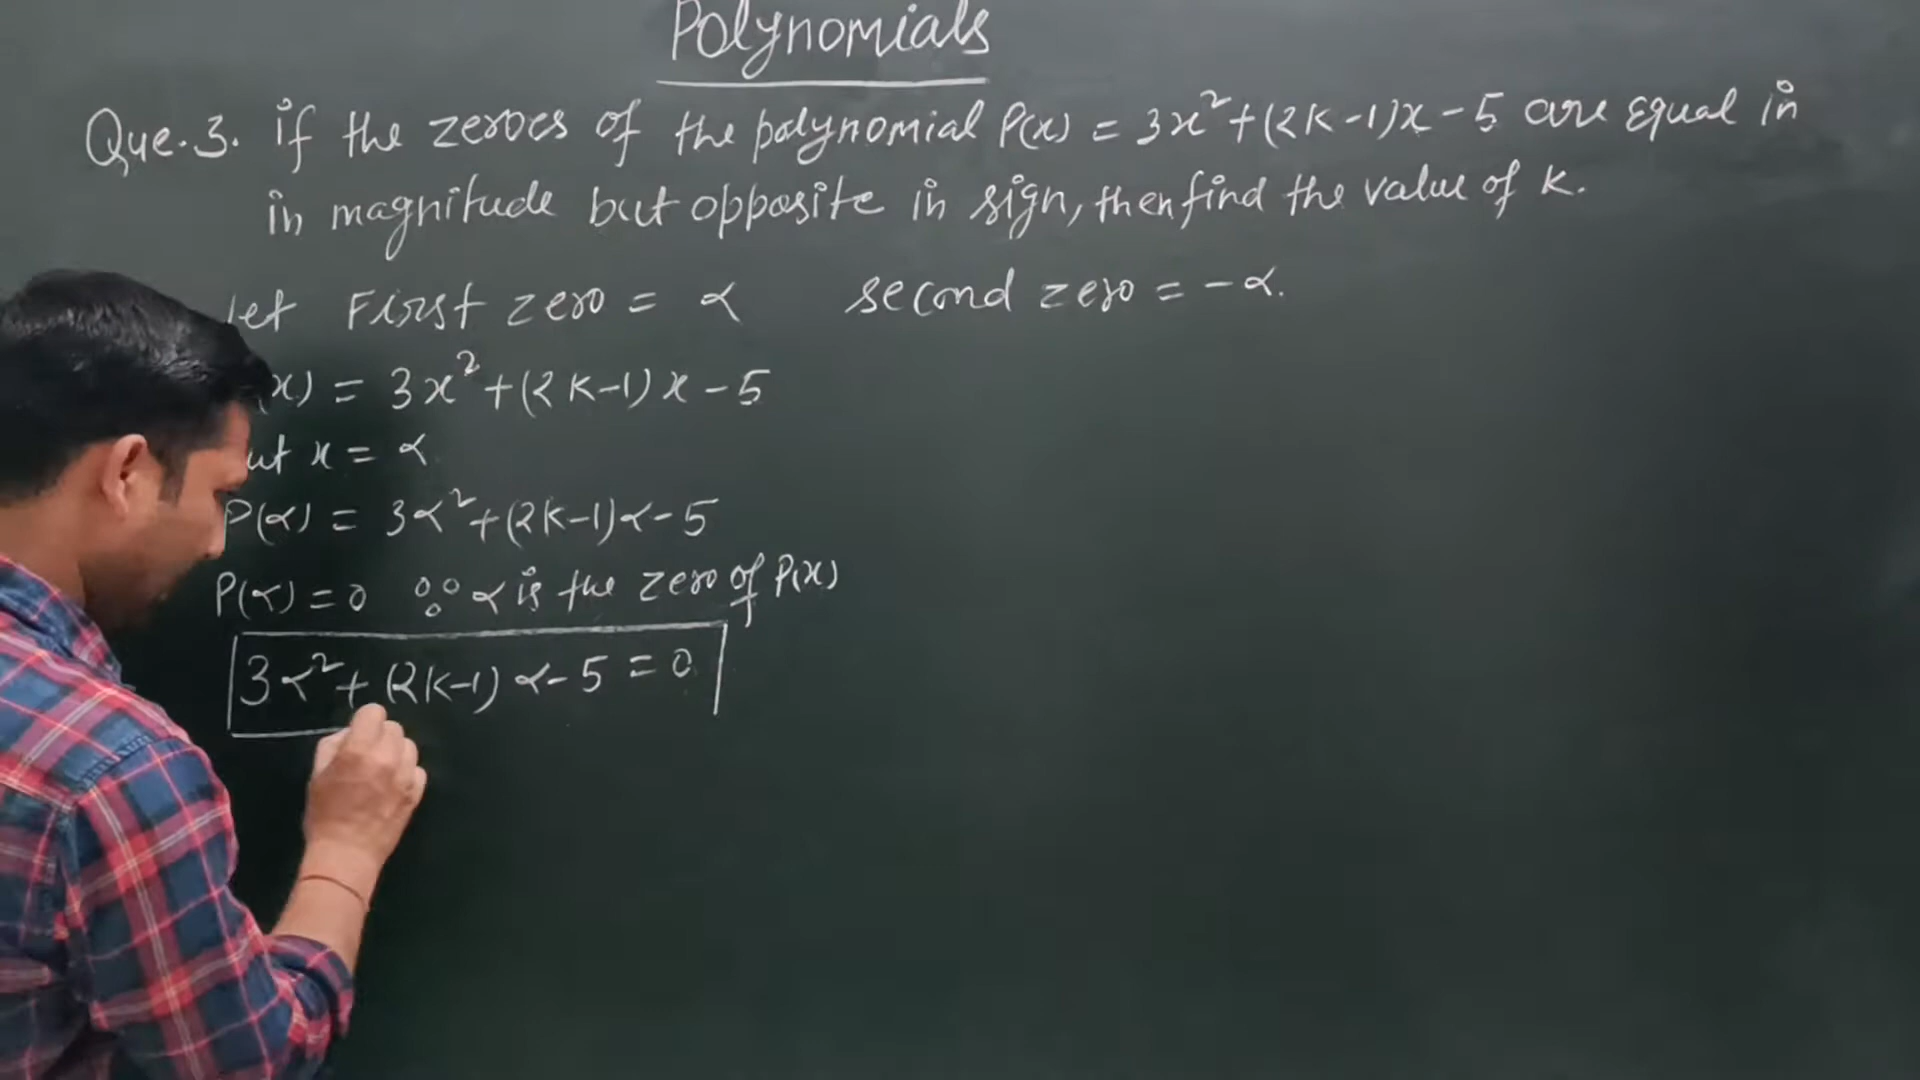 Polynomials
Que.3. if the zeroes of the polynomial P(x) = 3x²+(2K-1)x-5 are equal in
in magnitude but opposite in sign, then find the value of K.
let First zero = α second zero = -α.
x) = 3x²+(2K-1)x-5
ut x = α
P(α) = 3α²+(2K-1)α-5
P(α)=0 ∵ α is the zero of P(x)
3α²+(2K-1)α-5=0